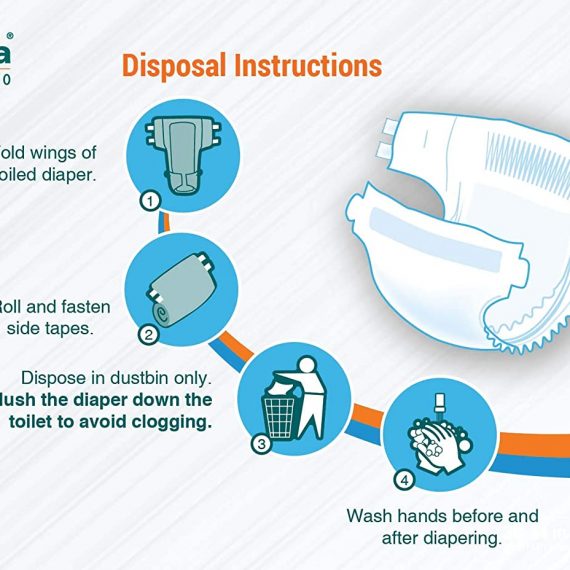 ®
a
0
Disposal Instructions
old wings of
oiled diaper.
1
Roll and fasten
side tapes.
2
Dispose in dustbin only.
lush the diaper down the
toilet to avoid clogging.
3
4
Wash hands before and
after diapering.